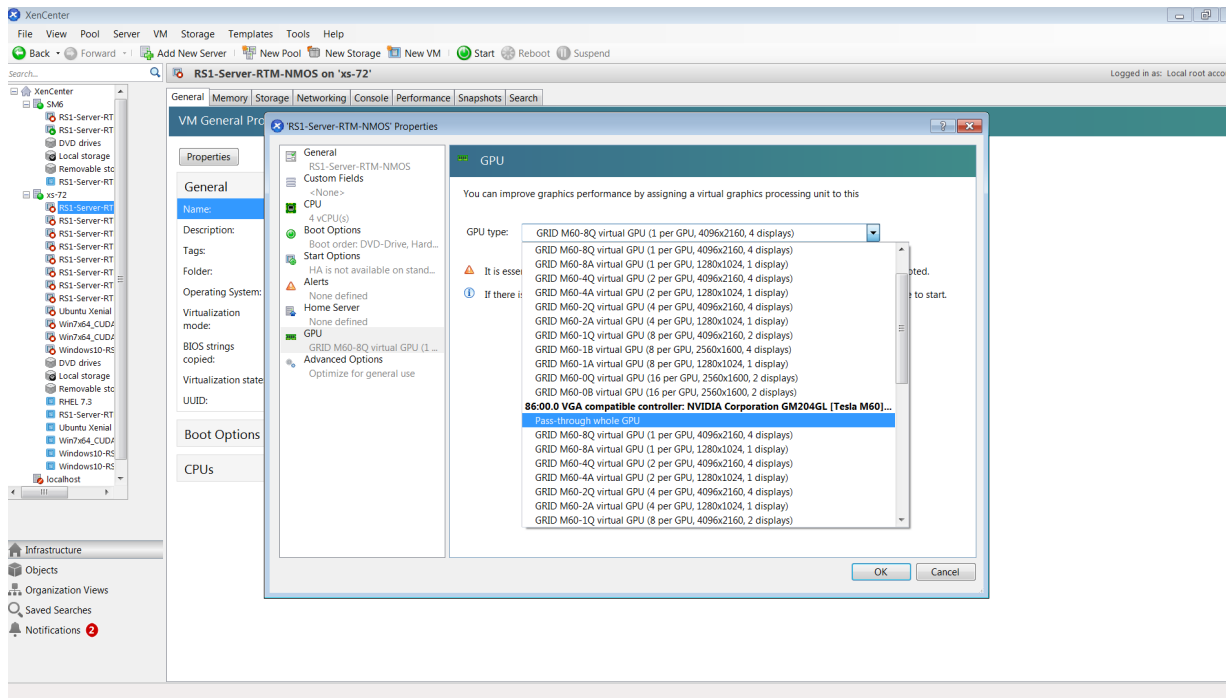 XenCenter
File View Pool Server VM Storage Templates Tools Help
Back Forward Add New Server New Pool New Storage New VM Start Reboot Suspend
Search...
RS1-Server-RTM-NMOS on 'xs-72'
Logged in as: Local root acco
XenCenter
SM6
RS1-Server-RT
RS1-Server-RT
DVD drives
Local storage
Removable sto
RS1-Server-RT
xs-72
RS1-Server-RT
RS1-Server-RT
RS1-Server-RT
RS1-Server-RT
RS1-Server-RT
RS1-Server-RT
RS1-Server-RT
RS1-Server-RT
Ubuntu Xenial
Win7x64_CUDA
Win7x64_CUDA
Windows10-RS
DVD drives
Local storage
Removable sto
RHEL 7.3
RS1-Server-RT
Ubuntu Xenial
Win7x64_CUDA
Windows10-RS
Windows10-RS
localhost
Infrastructure
Objects
Organization Views
Saved Searches
Notifications 2
General Memory Storage Networking Console Performance Snapshots Search
VM General Pro
Properties
General
Name:
Description:
Tags:
Folder:
Operating System:
Virtualization
mode:
BIOS strings
copied:
Virtualization state
UUID:
Boot Options
CPUs
'RS1-Server-RTM-NMOS' Properties
General
RS1-Server-RTM-NMOS
Custom Fields
<None>
CPU
4 vCPU(s)
Boot Options
Boot order: DVD-Drive, Hard...
Start Options
HA is not available on stand...
Alerts
None defined
Home Server
None defined
GPU
GRID M60-8Q virtual GPU (1 ...
Advanced Options
Optimize for general use
GPU
You can improve graphics performance by assigning a virtual graphics processing unit to this
GPU type: GRID M60-8Q virtual GPU (1 per GPU, 4096x2160, 4 displays)
It is esse
pted.
If there is
e to start.
GRID M60-8Q virtual GPU (1 per GPU, 4096x2160, 4 displays)
GRID M60-8A virtual GPU (1 per GPU, 1280x1024, 1 display)
GRID M60-4Q virtual GPU (2 per GPU, 4096x2160, 4 displays)
GRID M60-4A virtual GPU (2 per GPU, 1280x1024, 1 display)
GRID M60-2Q virtual GPU (4 per GPU, 4096x2160, 4 displays)
GRID M60-2A virtual GPU (4 per GPU, 1280x1024, 1 display)
GRID M60-1Q virtual GPU (8 per GPU, 4096x2160, 2 displays)
GRID M60-1B virtual GPU (8 per GPU, 2560x1600, 4 displays)
GRID M60-1A virtual GPU (8 per GPU, 1280x1024, 1 display)
GRID M60-0Q virtual GPU (16 per GPU, 2560x1600, 2 displays)
GRID M60-0B virtual GPU (16 per GPU, 2560x1600, 2 displays)
86:00.0 VGA compatible controller: NVIDIA Corporation GM204GL [Tesla M60]...
Pass-through whole GPU
GRID M60-8Q virtual GPU (1 per GPU, 4096x2160, 4 displays)
GRID M60-8A virtual GPU (1 per GPU, 1280x1024, 1 display)
GRID M60-4Q virtual GPU (2 per GPU, 4096x2160, 4 displays)
GRID M60-4A virtual GPU (2 per GPU, 1280x1024, 1 display)
GRID M60-2Q virtual GPU (4 per GPU, 4096x2160, 4 displays)
GRID M60-2A virtual GPU (4 per GPU, 1280x1024, 1 display)
GRID M60-1Q virtual GPU (8 per GPU, 4096x2160, 2 displays)
OK Cancel